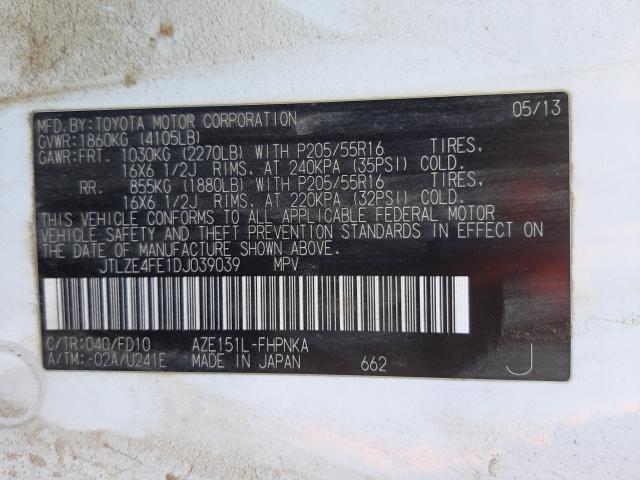 MFD.BY:TOYOTA MOTOR CORPORATION 05/13
GVWR:1860KG (4105LB)
GAWR:FRT. 1030KG (2270LB) WITH P205/55R16 TIRES,
16X6 1/2J RIMS, AT 240KPA (35PSI) COLD.
RR. 855KG (1880LB) WITH P205/55R16 TIRES,
16X6 1/2J RIMS, AT 220KPA (32PSI) COLD.
THIS VEHICLE CONFORMS TO ALL APPLICABLE FEDERAL MOTOR
VEHICLE SAFETY AND THEFT PREVENTION STANDARDS IN EFFECT ON
THE DATE OF MANUFACTURE SHOWN ABOVE.
JTLZE4FE1DJ039039 MPV
C/TR:040/FD10 AZE151L-FHPNKA
A/TM:-02A/U241E MADE IN JAPAN 662 J